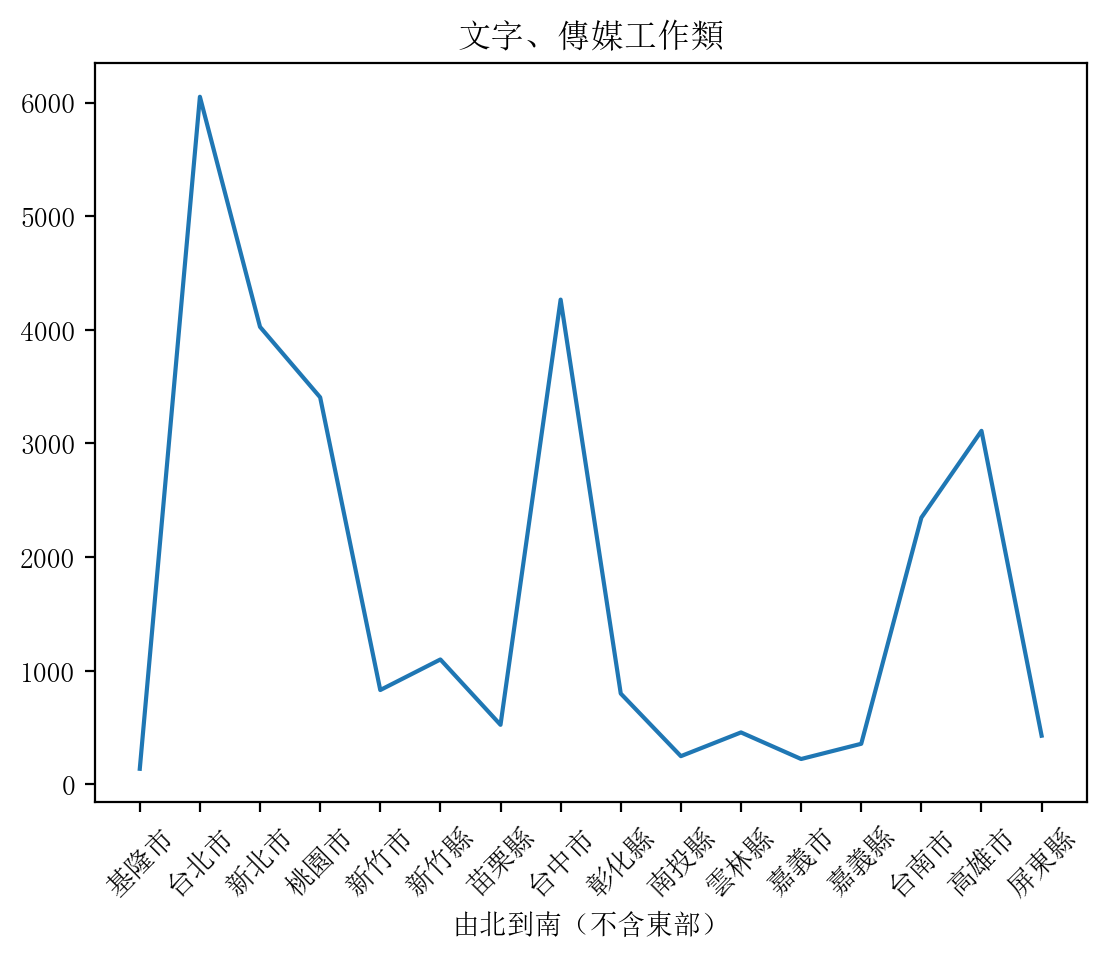 文字、傳媒工作類
6000
5000
4000
3000
2000
1000
0
基隆市
台北市
新北市
桃園市
新竹市
新竹縣
苗栗縣
台中市
彰化縣
南投縣
雲林縣
嘉義市
嘉義縣
台南市
高雄市
屏東縣
由北到南（不含東部）